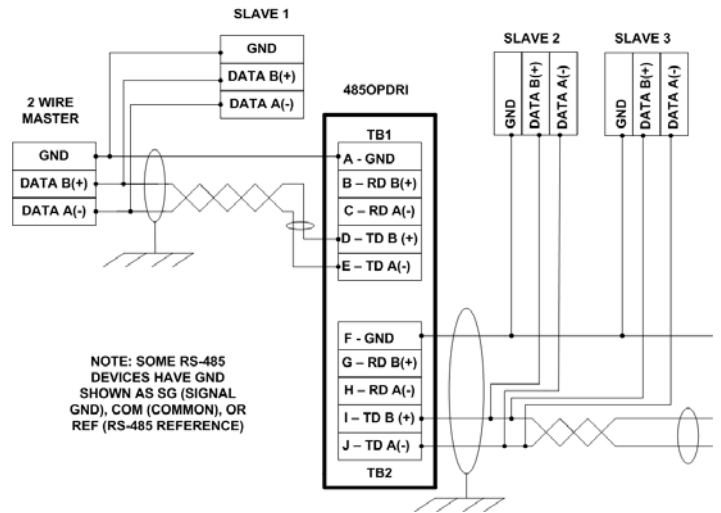 SLAVE 1
GND
DATA B(+)
DATA A(-)
2 WIRE
MASTER
GND
DATA B(+)
DATA A(-)
485OPDRI
TB1
A - GND
B – RD B(+)
C – RD A(-)
D – TD B (+)
E – TD A(-)
F - GND
G – RD B(+)
H – RD A(-)
I – TD B (+)
J – TD A(-)
TB2
SLAVE 2
GND
DATA B(+)
DATA A(-)
SLAVE 3
GND
DATA B(+)
DATA A(-)
NOTE: SOME RS-485
DEVICES HAVE GND
SHOWN AS SG (SIGNAL
GND), COM (COMMON), OR
REF (RS-485 REFERENCE)